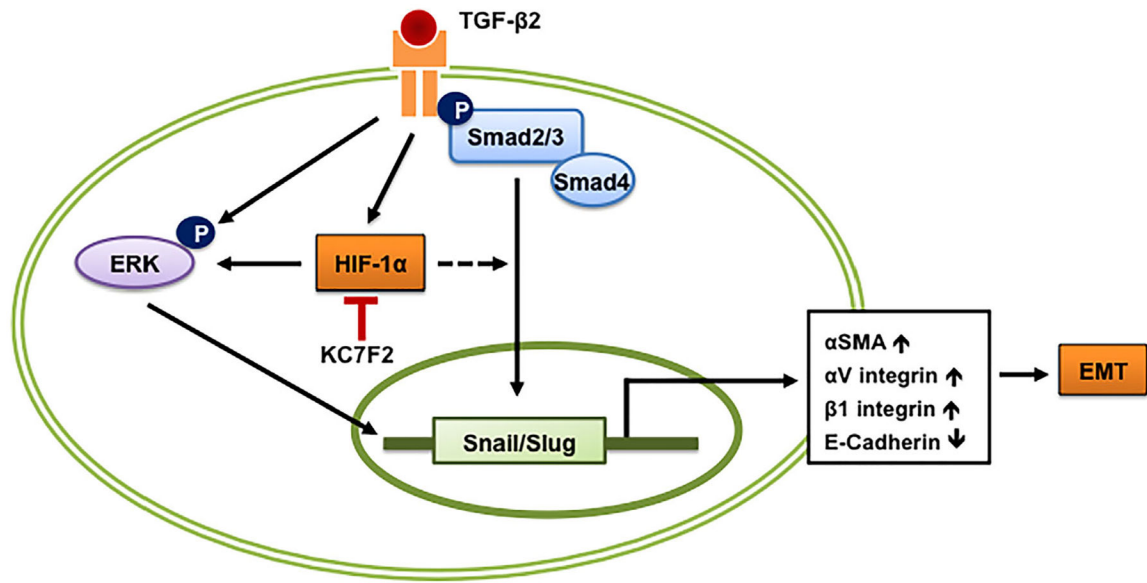 TGF-β2
P
Smad2/3
Smad4
P
ERK
HIF-1α
KC7F2
Snail/Slug
αSMA ↑
αV integrin ↑
β1 integrin ↑
E-Cadherin ↓
EMT